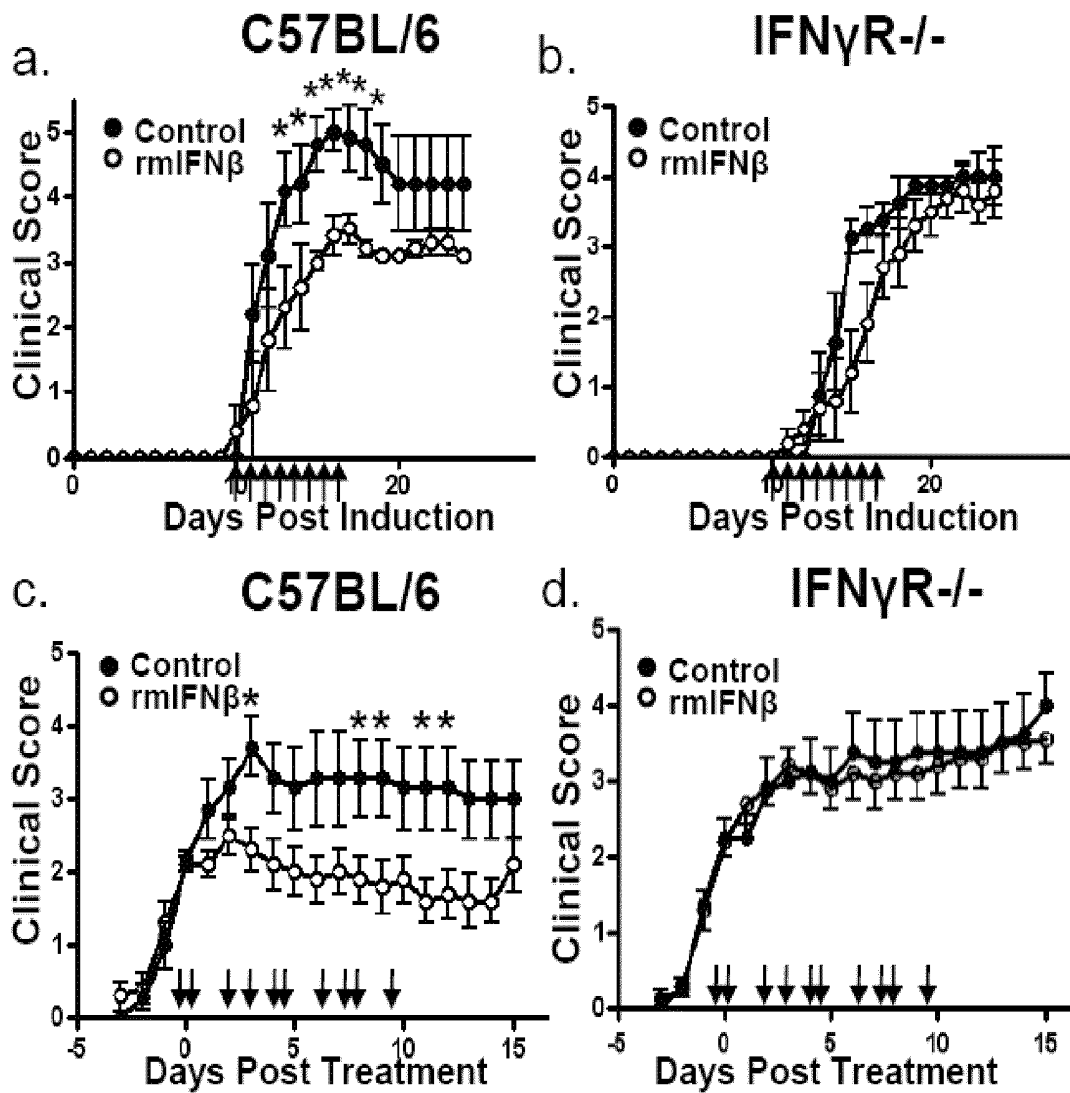 a.
C57BL/6
* * * * * * *
Control
rmIFNβ
5
4
3
2
1
0
Clinical Score
0
10
20
Days Post Induction
b.
IFNγR-/-
Control
rmIFNβ
5
4
3
2
1
0
Clinical Score
0
10
20
Days Post Induction
c.
C57BL/6
Control
rmIFNβ*
** **
5
4
3
2
1
0
Clinical Score
-5
0
5
10
15
Days Post Treatment
d.
IFNγR-/-
Control
rmIFNβ
5
4
3
2
1
0
Clinical Score
-5
0
5
10
15
Days Post Treatment